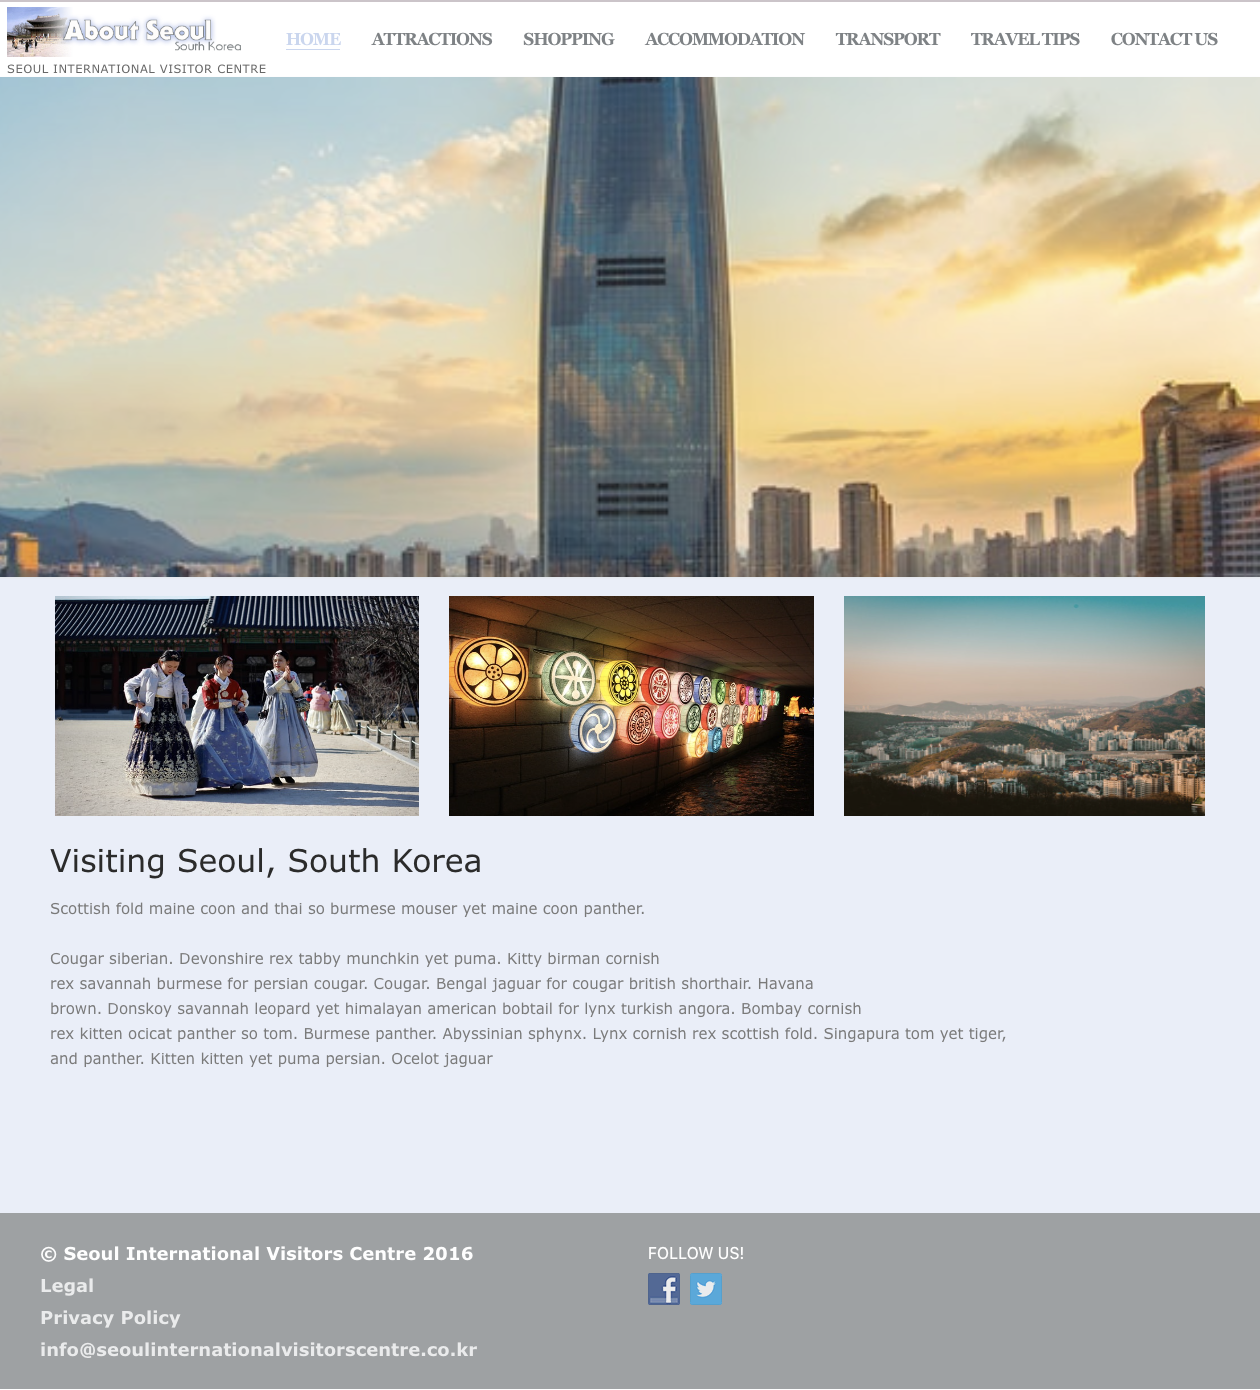 About Seoul
South Korea
SEOUL INTERNATIONAL VISITOR CENTRE
HOME ATTRACTIONS SHOPPING ACCOMMODATION TRANSPORT TRAVEL TIPS CONTACT US
Visiting Seoul, South Korea
Scottish fold maine coon and thai so burmese mouser yet maine coon panther.
Cougar siberian. Devonshire rex tabby munchkin yet puma. Kitty birman cornish
rex savannah burmese for persian cougar. Cougar. Bengal jaguar for cougar british shorthair. Havana
brown. Donskoy savannah leopard yet himalayan american bobtail for lynx turkish angora. Bombay cornish
rex kitten ocicat panther so tom. Burmese panther. Abyssinian sphynx. Lynx cornish rex scottish fold. Singapura tom yet tiger,
and panther. Kitten kitten yet puma persian. Ocelot jaguar
© Seoul International Visitors Centre 2016
Legal
Privacy Policy
info@seoulinternationalvisitorscentre.co.kr
FOLLOW US!